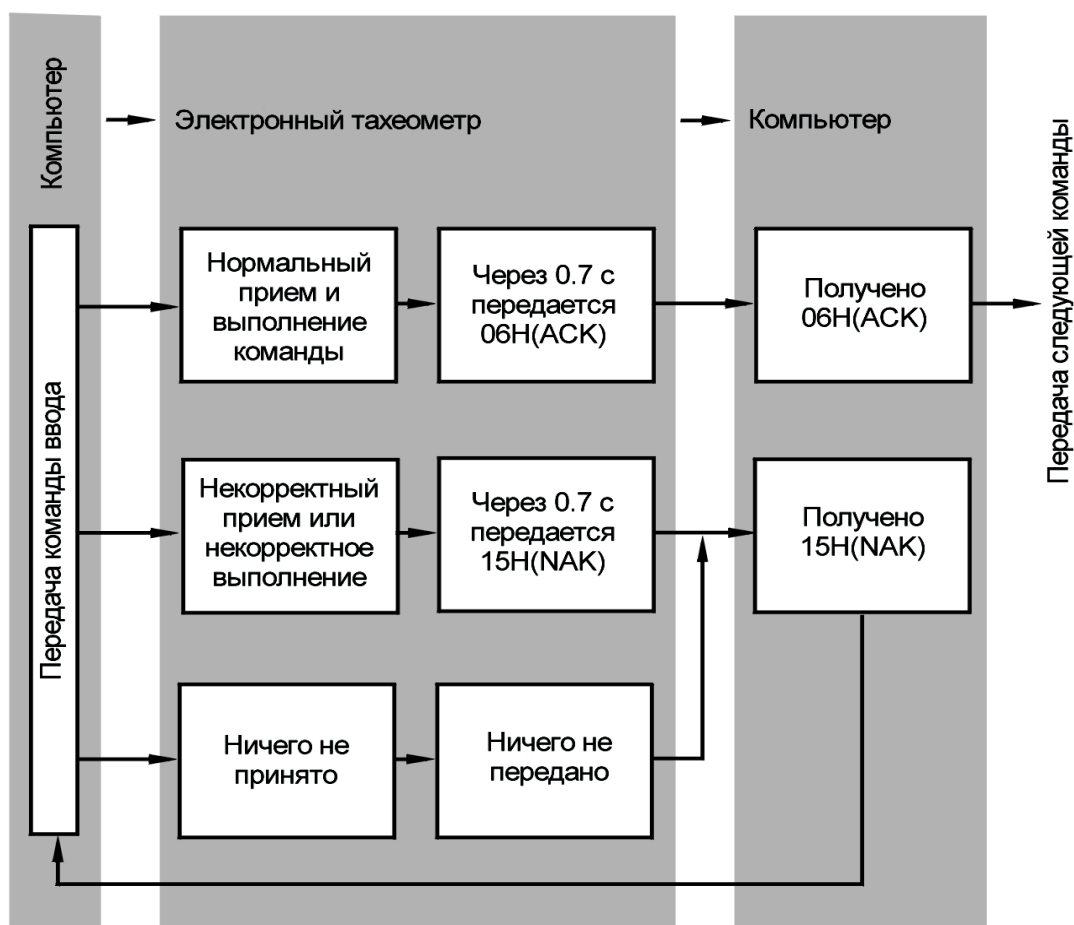 Компьютер
Электронный тахеометр
Компьютер
Передача команды ввода
Нормальный
прием и
выполнение
команды
Через 0.7 с
передается
06H(ACK)
Получено
06H(ACK)
Передача следующей команды
Некорректный
прием или
некорректное
выполнение
Через 0.7 с
передается
15H(NAK)
Получено
15H(NAK)
Ничего не
принято
Ничего не
передано